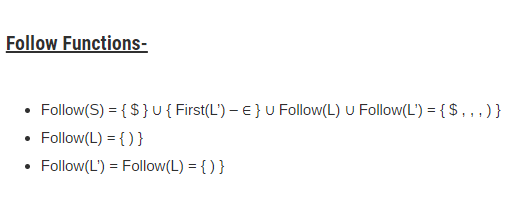 Follow Functions-
• Follow(S) = { $ } ∪ { First(L’) – ∈ } ∪ Follow(L) ∪ Follow(L’) = { $ , , , ) }
• Follow(L) = { ) }
• Follow(L’) = Follow(L) = { ) }